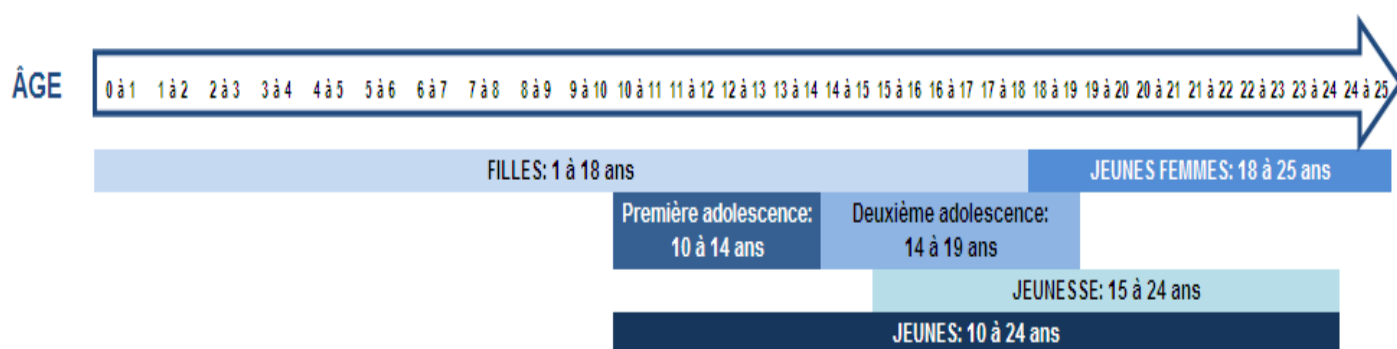 ÂGE 0 à 1 1 à 2 2 à 3 3 à 4 4 à 5 5 à 6 6 à 7 7 à 8 8 à 9 9 à 10 10 à 11 11 à 12 12 à 13 13 à 14 14 à 15 15 à 16 16 à 17 17 à 18 18 à 19 19 à 20 20 à 21 21 à 22 22 à 23 23 à 24 24 à 25
FILLES: 1 à 18 ans JEUNES FEMMES: 18 à 25 ans
Première adolescence:
10 à 14 ans
Deuxième adolescence:
14 à 19 ans
JEUNESSE: 15 à 24 ans
JEUNES: 10 à 24 ans